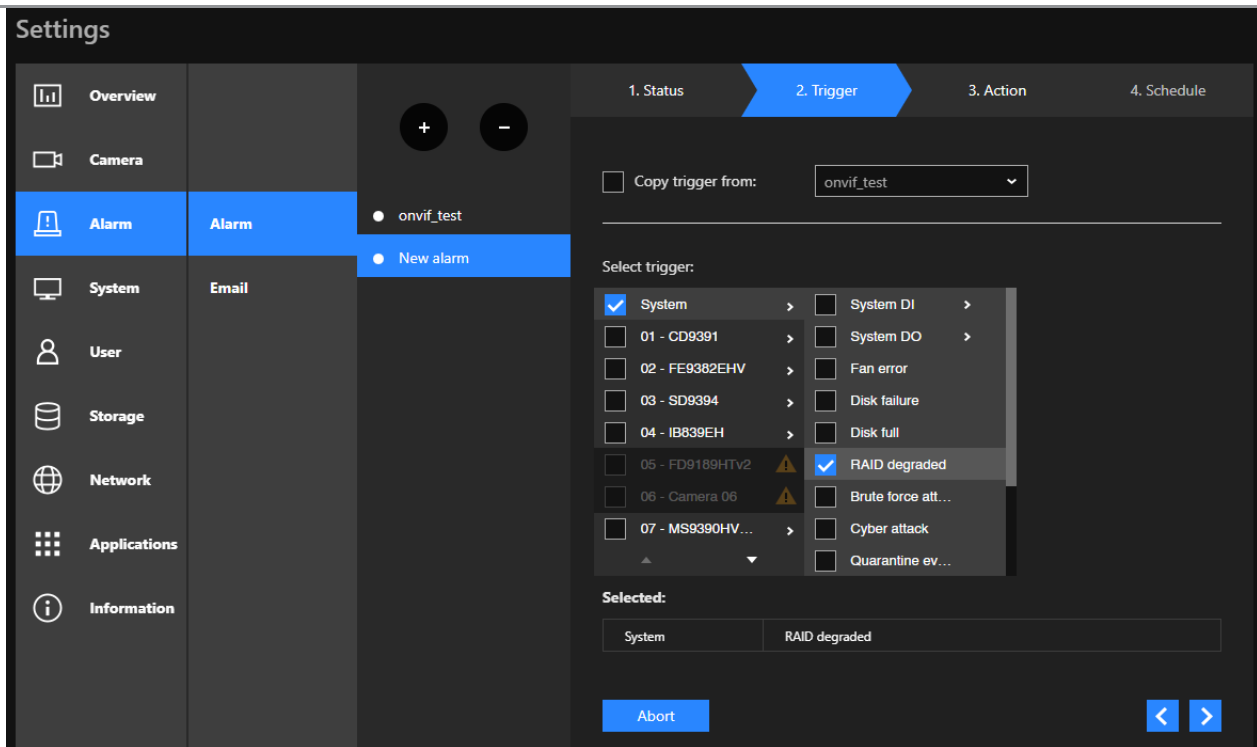 Settings
Overview
Camera
Alarm
System
User
Storage
Network
Applications
Information
Alarm
Email
+ -
onvif_test
New alarm
1. Status 2. Trigger 3. Action 4. Schedule
Copy trigger from: onvif_test
Select trigger:
System
01 - CD9391
02 - FE9382EHV
03 - SD9394
04 - IB839EH
05 - FD9189HTv2
06 - Camera 06
07 - MS9390HV...
System DI
System DO
Fan error
Disk failure
Disk full
RAID degraded
Brute force att...
Cyber attack
Quarantine ev...
Selected:
System RAID degraded
Abort